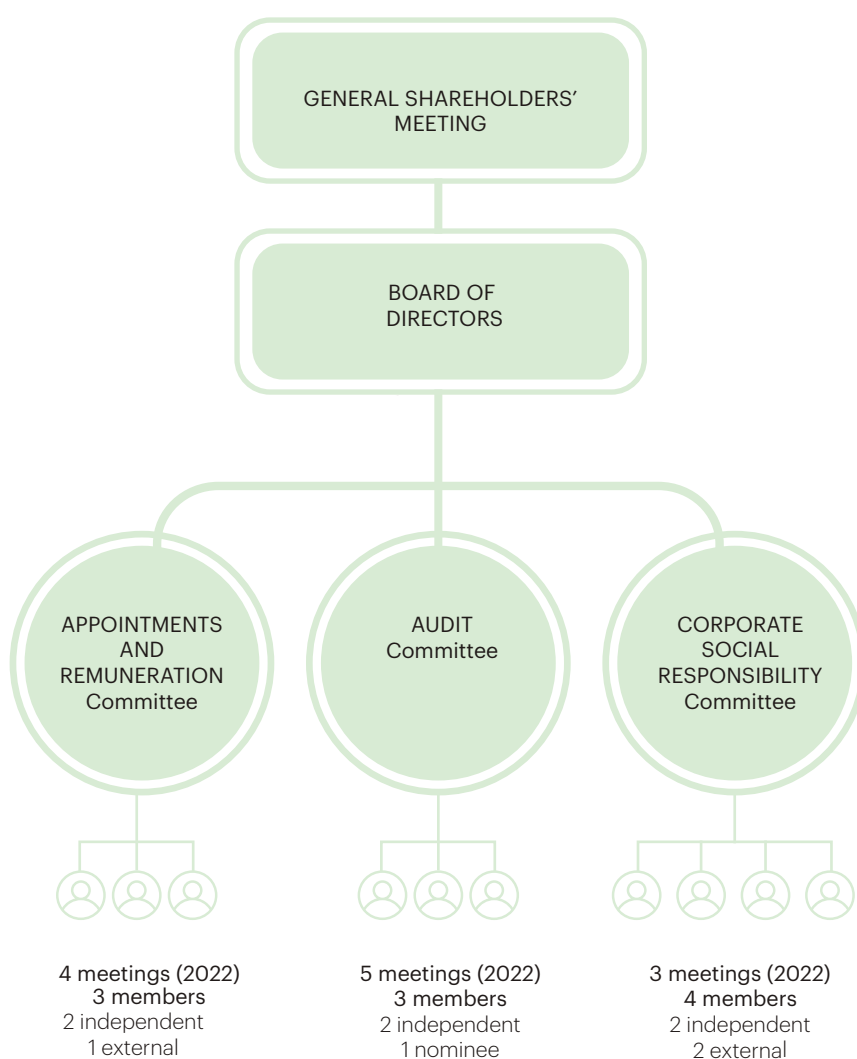 GENERAL SHAREHOLDERS'
MEETING
BOARD OF
DIRECTORS
APPOINTMENTS
AND
REMUNERATION
Committee
AUDIT
Committee
CORPORATE
SOCIAL
RESPONSIBILITY
Committee
4 meetings (2022)
3 members
2 independent
1 external
5 meetings (2022)
3 members
2 independent
1 nominee
3 meetings (2022)
4 members
2 independent
2 external